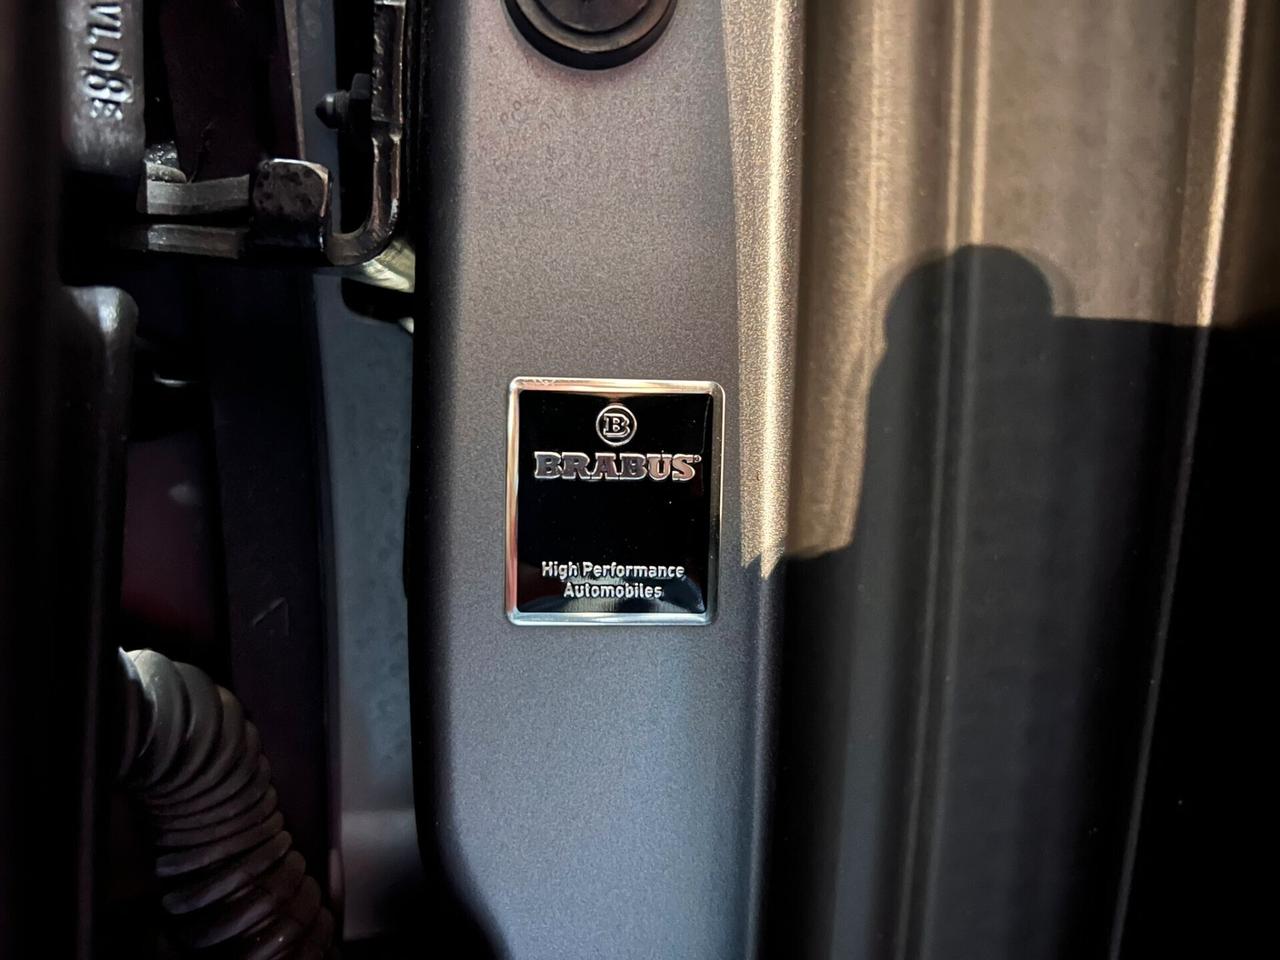 B
BRABUS
High Performance
Automobiles